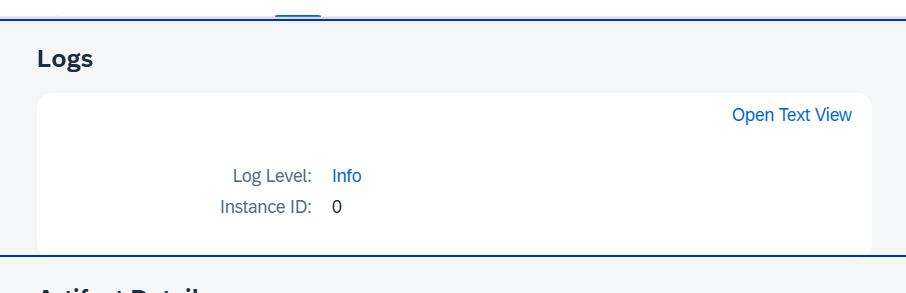 Logs
Open Text View
Log Level: Info
Instance ID: 0